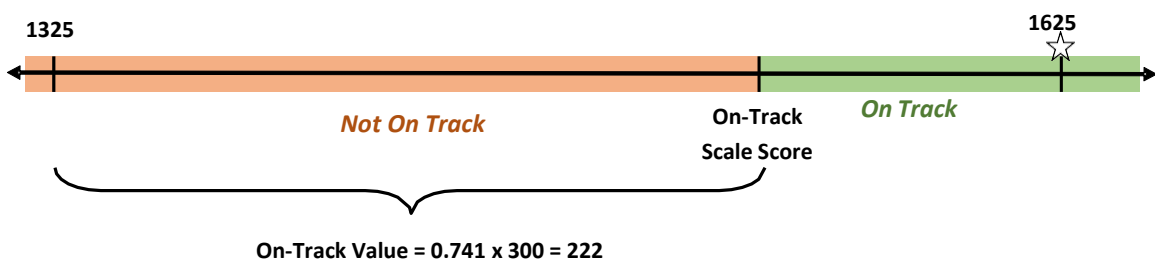 1325
1625
Not On Track
On-Track
Scale Score
On Track
On-Track Value = 0.741 x 300 = 222